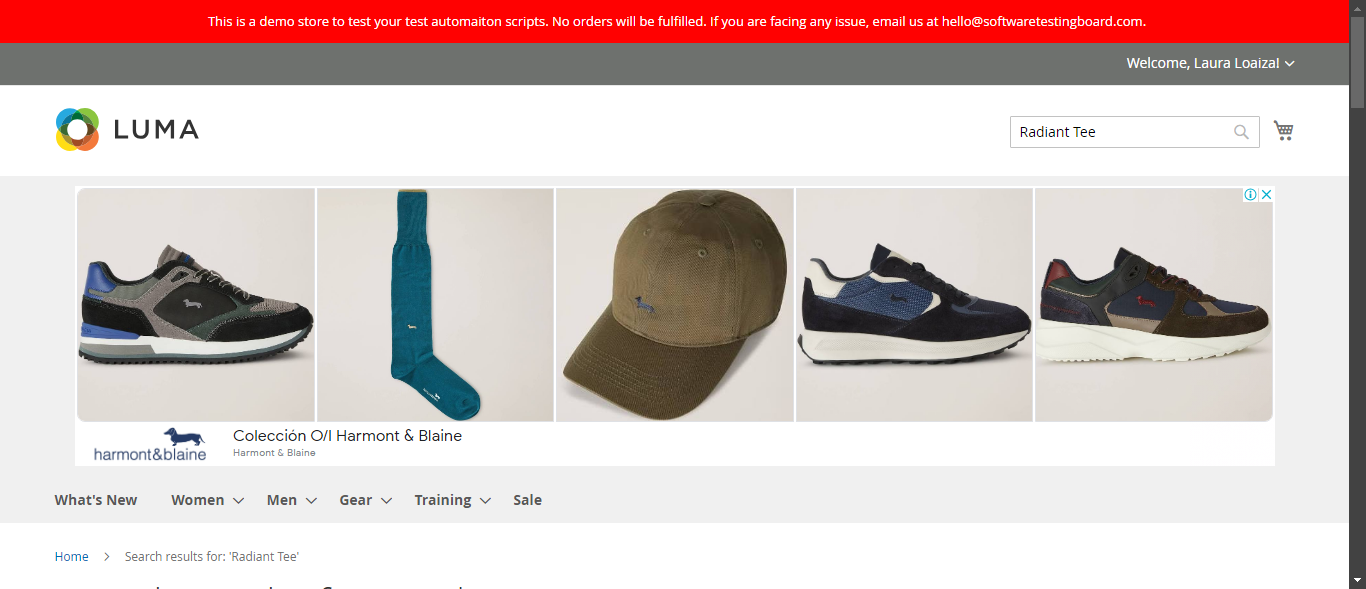 This is a demo store to test your test automaiton scripts. No orders will be fulfilled. If you are facing any issue, email us at hello@softwaretestingboard.com.
Welcome, Laura Loaiza!
LUMA
Radiant Tee
harmont&blaine
Colección O/I Harmont & Blaine
Harmont & Blaine
What's New Women Men Gear Training Sale
Home > Search results for: 'Radiant Tee'